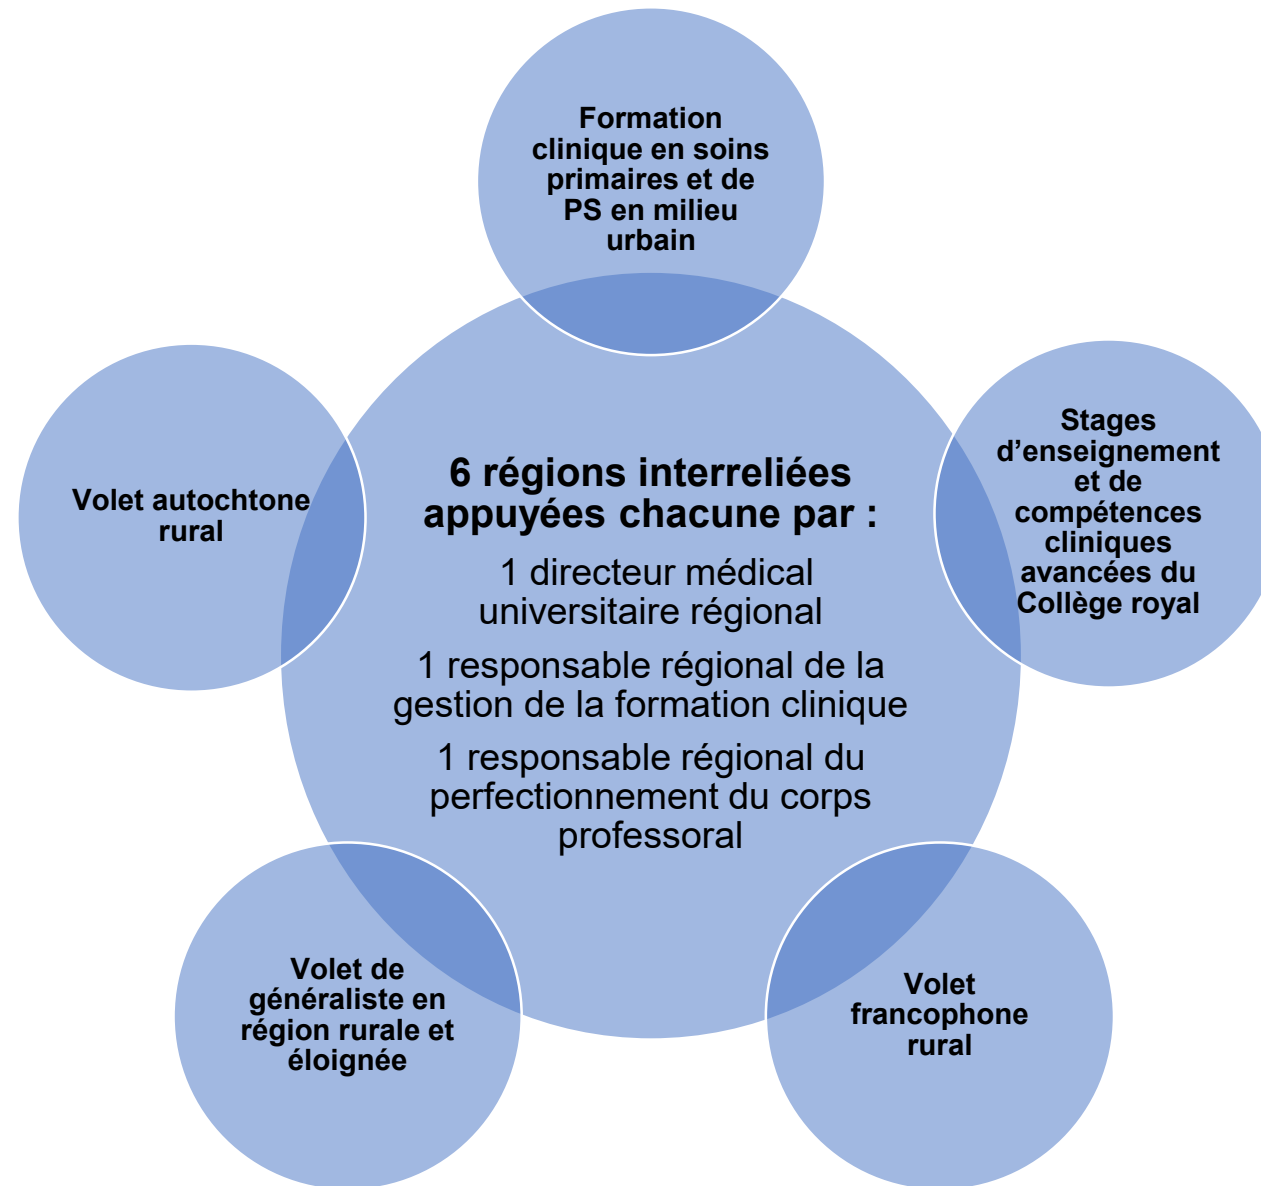 Formation
clinique en soins
primaires et de
PS en milieu
urbain
Stages
d’enseignement
et de
compétences
cliniques
avancées du
Collège royal
Volet autochtone
rural
6 régions interreliées
appuyées chacune par :
1 directeur médical
universitaire régional
1 responsable régional de la
gestion de la formation clinique
1 responsable régional du
perfectionnement du corps
professoral
Volet de
généraliste en
région rurale et
éloignée
Volet
francophone
rural